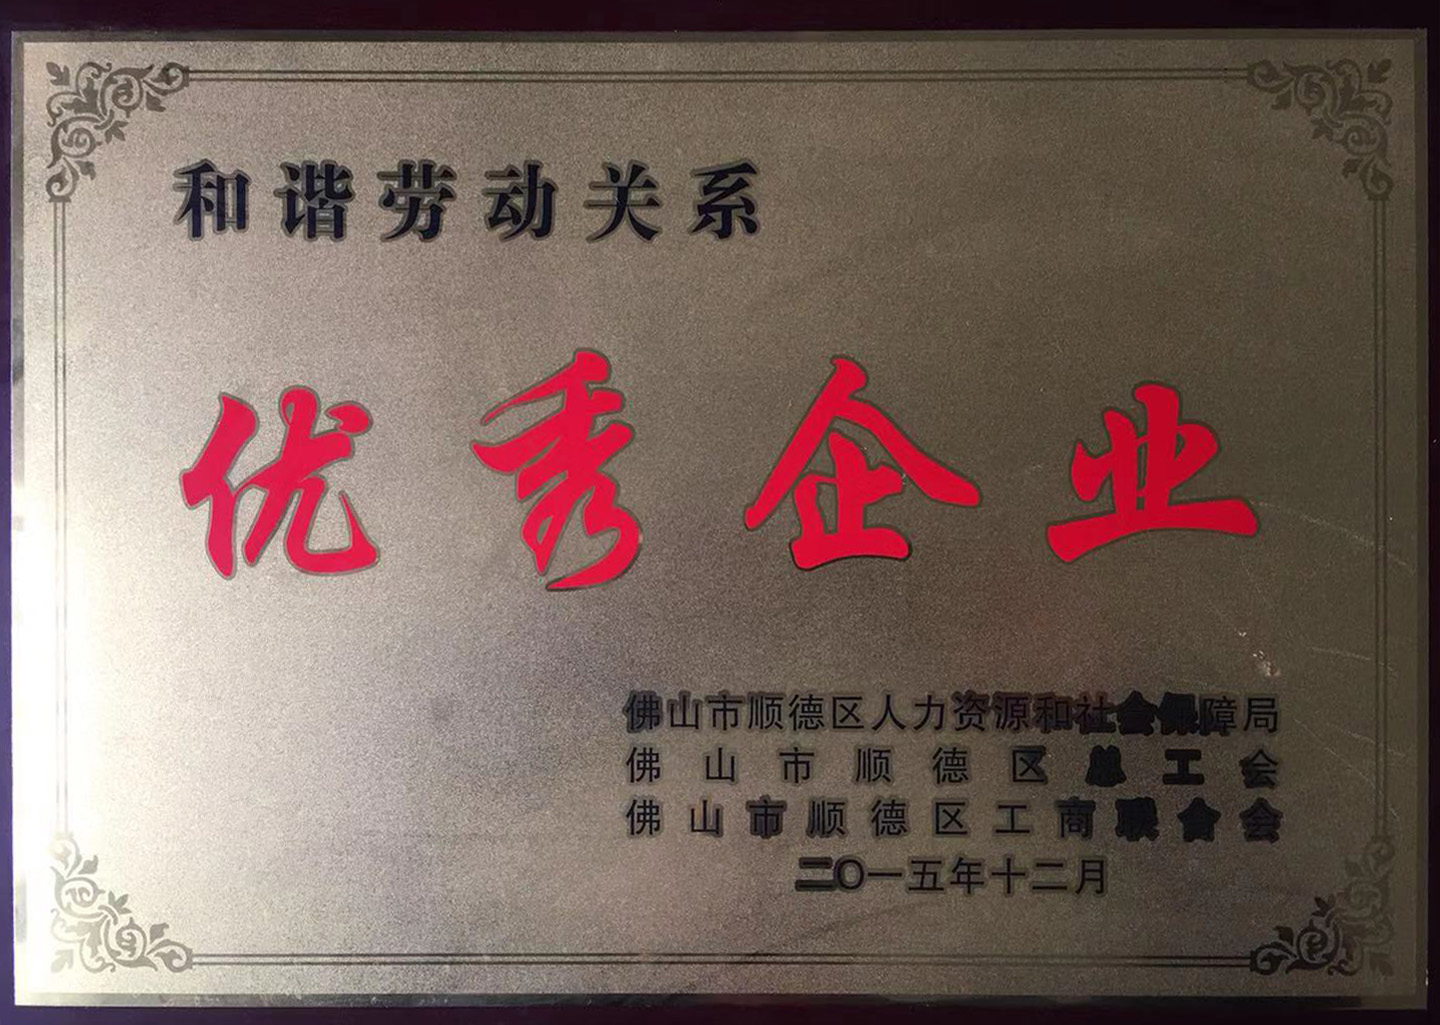 和谐劳动关系
优秀企业
佛山市顺德区人力资源和社会保障局
佛山市顺德区总工会
佛山市顺德区工商联合会
二〇一五年十二月